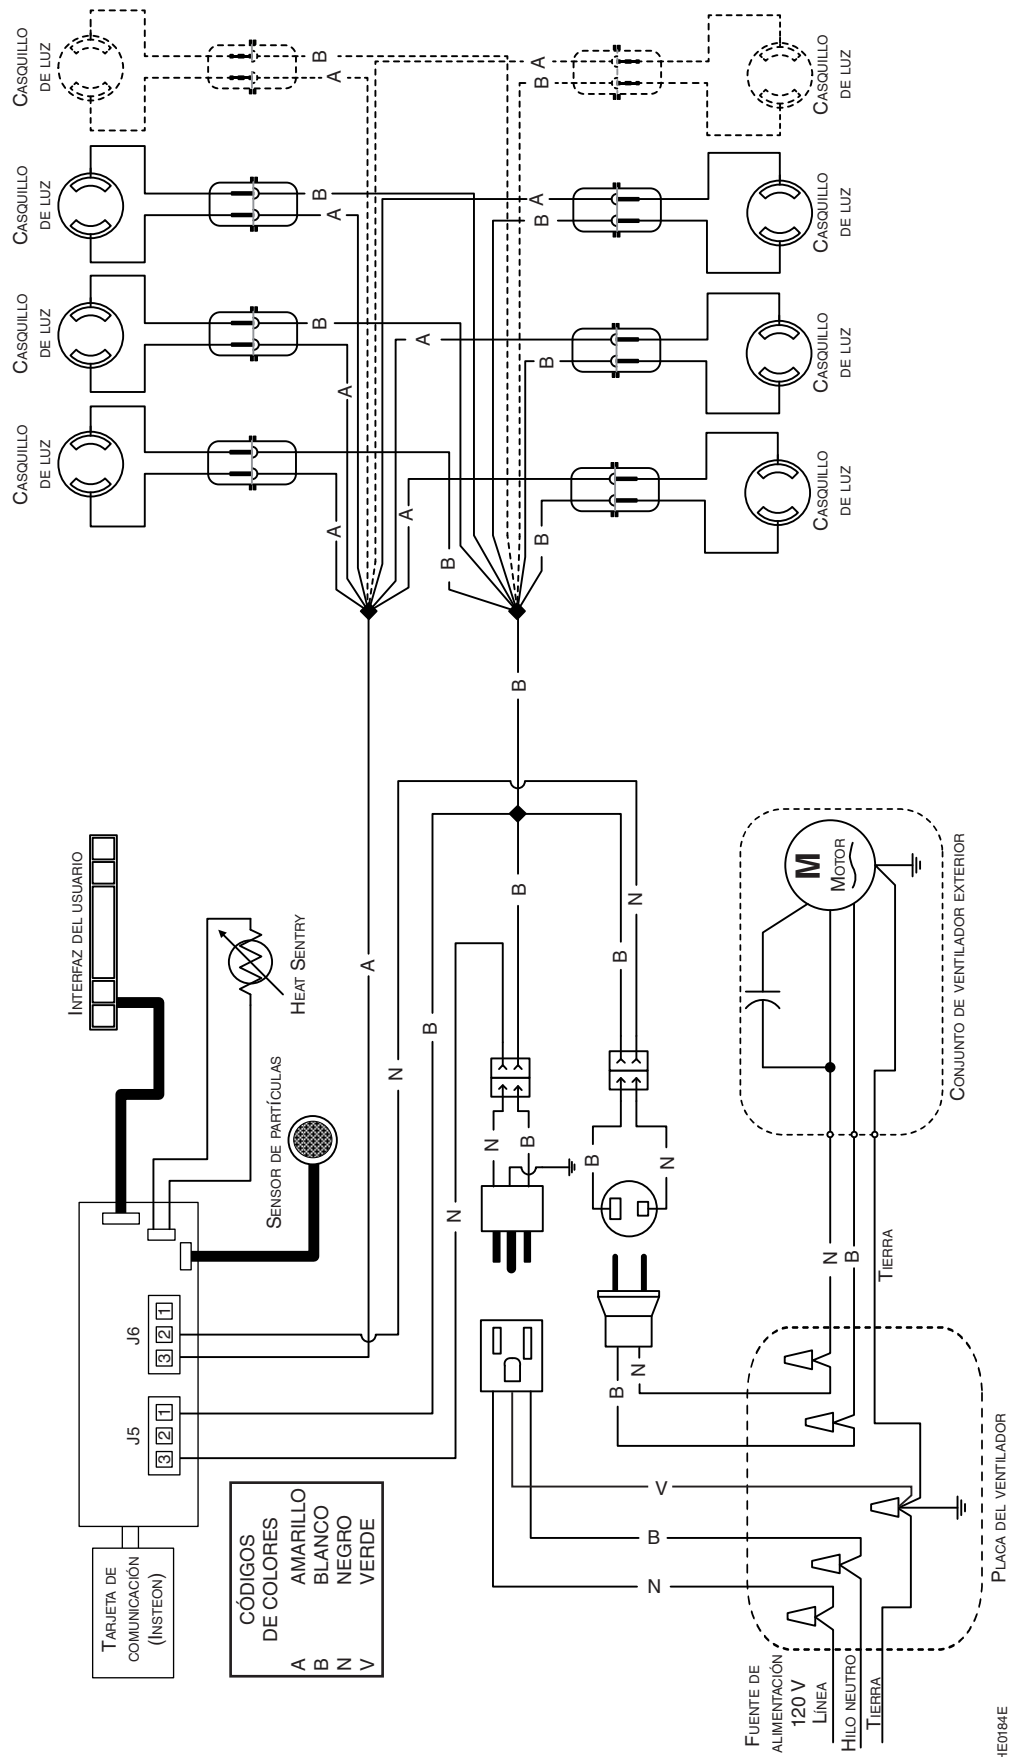 CASQUILLO
DE LUZ
CASQUILLO
DE LUZ
CASQUILLO
DE LUZ
CASQUILLO
DE LUZ
CASQUILLO
DE LUZ
CASQUILLO
DE LUZ
CASQUILLO
DE LUZ
CASQUILLO
DE LUZ
B
A
A
B
B
A
A
B
B
A
A
B
A
A
B
B
B
INTERFAZ DEL USUARIO
HEAT SENTRY
SENSOR DE PARTÍCULAS
A
B
N
N
B
B
N
N
B
B
N
M
MOTOR
CONJUNTO DE VENTILADOR EXTERIOR
N
B
TIERRA
J6
3 2 1
J5
3 2 1
TARJETA DE
COMUNICACIÓN
(INSTEON)
CÓDIGOS
DE COLORES
A AMARILLO
B BLANCO
N NEGRO
V VERDE
B
N
V
B
N
PLACA DEL VENTILADOR
FUENTE DE
ALIMENTACIÓN
120 V
LÍNEA
HILO NEUTRO
TIERRA
HE0184E